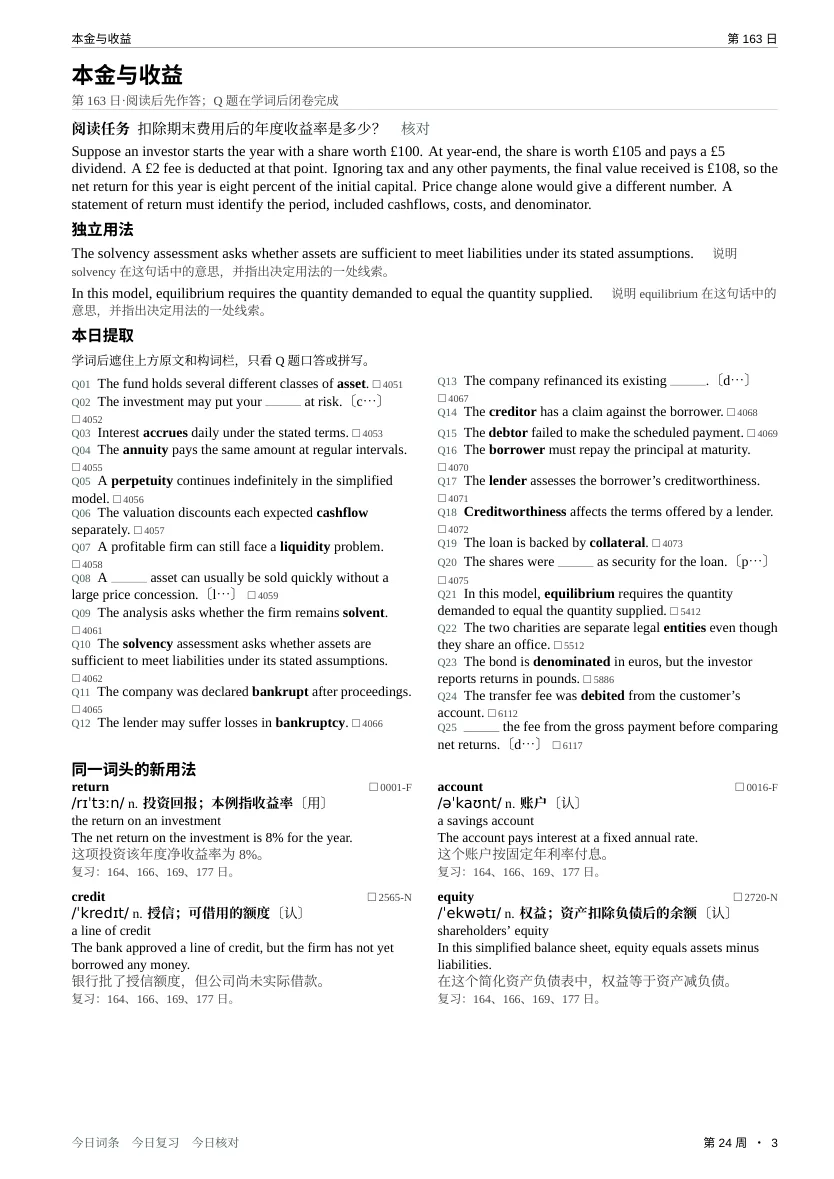 本金与收益
第 163 日
本金与收益
第 163 日·阅读后先作答；Q 题在学词后闭卷完成
阅读任务 扣除期末费用后的年度收益率是多少？ 核对
Suppose an investor starts the year with a share worth £100. At year-end, the share is worth £105 and pays a £5
dividend. A £2 fee is deducted at that point. Ignoring tax and any other payments, the final value received is £108, so the
net return for this year is eight percent of the initial capital. Price change alone would give a different number. A
statement of return must identify the period, included cashflows, costs, and denominator.
独立用法
The solvency assessment asks whether assets are sufficient to meet liabilities under its stated assumptions. 说明
solvency 在这句话中的意思，并指出决定用法的一处线索。
In this model, equilibrium requires the quantity demanded to equal the quantity supplied. 说明 equilibrium 在这句话中的
意思，并指出决定用法的一处线索。
本日提取
学词后遮住上方原文和构词栏，只看 Q 题口答或拼写。
Q01 The fund holds several different classes of asset. □ 4051
Q02 The investment may put your _____ at risk.〔c…〕
□ 4052
Q03 Interest accrues daily under the stated terms. □ 4053
Q04 The annuity pays the same amount at regular intervals.
□ 4055
Q05 A perpetuity continues indefinitely in the simplified
model. □ 4056
Q06 The valuation discounts each expected cashflow
separately. □ 4057
Q07 A profitable firm can still face a liquidity problem.
□ 4058
Q08 A _____ asset can usually be sold quickly without a
large price concession.〔l…〕 □ 4059
Q09 The analysis asks whether the firm remains solvent.
□ 4061
Q10 The solvency assessment asks whether assets are
sufficient to meet liabilities under its stated assumptions.
□ 4062
Q11 The company was declared bankrupt after proceedings.
□ 4065
Q12 The lender may suffer losses in bankruptcy. □ 4066
Q13 The company refinanced its existing _____.〔d…〕
□ 4067
Q14 The creditor has a claim against the borrower. □ 4068
Q15 The debtor failed to make the scheduled payment. □ 4069
Q16 The borrower must repay the principal at maturity.
□ 4070
Q17 The lender assesses the borrower’s creditworthiness.
□ 4071
Q18 Creditworthiness affects the terms offered by a lender.
□ 4072
Q19 The loan is backed by collateral. □ 4073
Q20 The shares were _____ as security for the loan.〔p…〕
□ 4075
Q21 In this model, equilibrium requires the quantity
demanded to equal the quantity supplied. □ 5412
Q22 The two charities are separate legal entities even though
they share an office. □ 5512
Q23 The bond is denominated in euros, but the investor
reports returns in pounds. □ 5886
Q24 The transfer fee was debited from the customer’s
account. □ 6112
Q25 _____ the fee from the gross payment before comparing
net returns.〔d…〕 □ 6117
同一词头的新用法
return □ 0001-F
/rɪˈtɜːn/ n. 投资回报；本例指收益率〔用〕
the return on an investment
The net return on the investment is 8% for the year.
这项投资该年度净收益率为 8%。
复习：164、166、169、177 日。
account □ 0016-F
/əˈkaʊnt/ n. 账户〔认〕
a savings account
The account pays interest at a fixed annual rate.
这个账户按固定年利率付息。
复习：164、166、169、177 日。
credit □ 2565-N
/ˈkredɪt/ n. 授信；可借用的额度〔认〕
a line of credit
The bank approved a line of credit, but the firm has not yet
borrowed any money.
银行批了授信额度，但公司尚未实际借款。
复习：164、166、169、177 日。
equity □ 2720-N
/ˈekwətɪ/ n. 权益；资产扣除负债后的余额〔认〕
shareholders’ equity
In this simplified balance sheet, equity equals assets minus
liabilities.
在这个简化资产负债表中，权益等于资产减负债。
复习：164、166、169、177 日。
今日词条 今日复习 今日核对
第 24 周 • 3